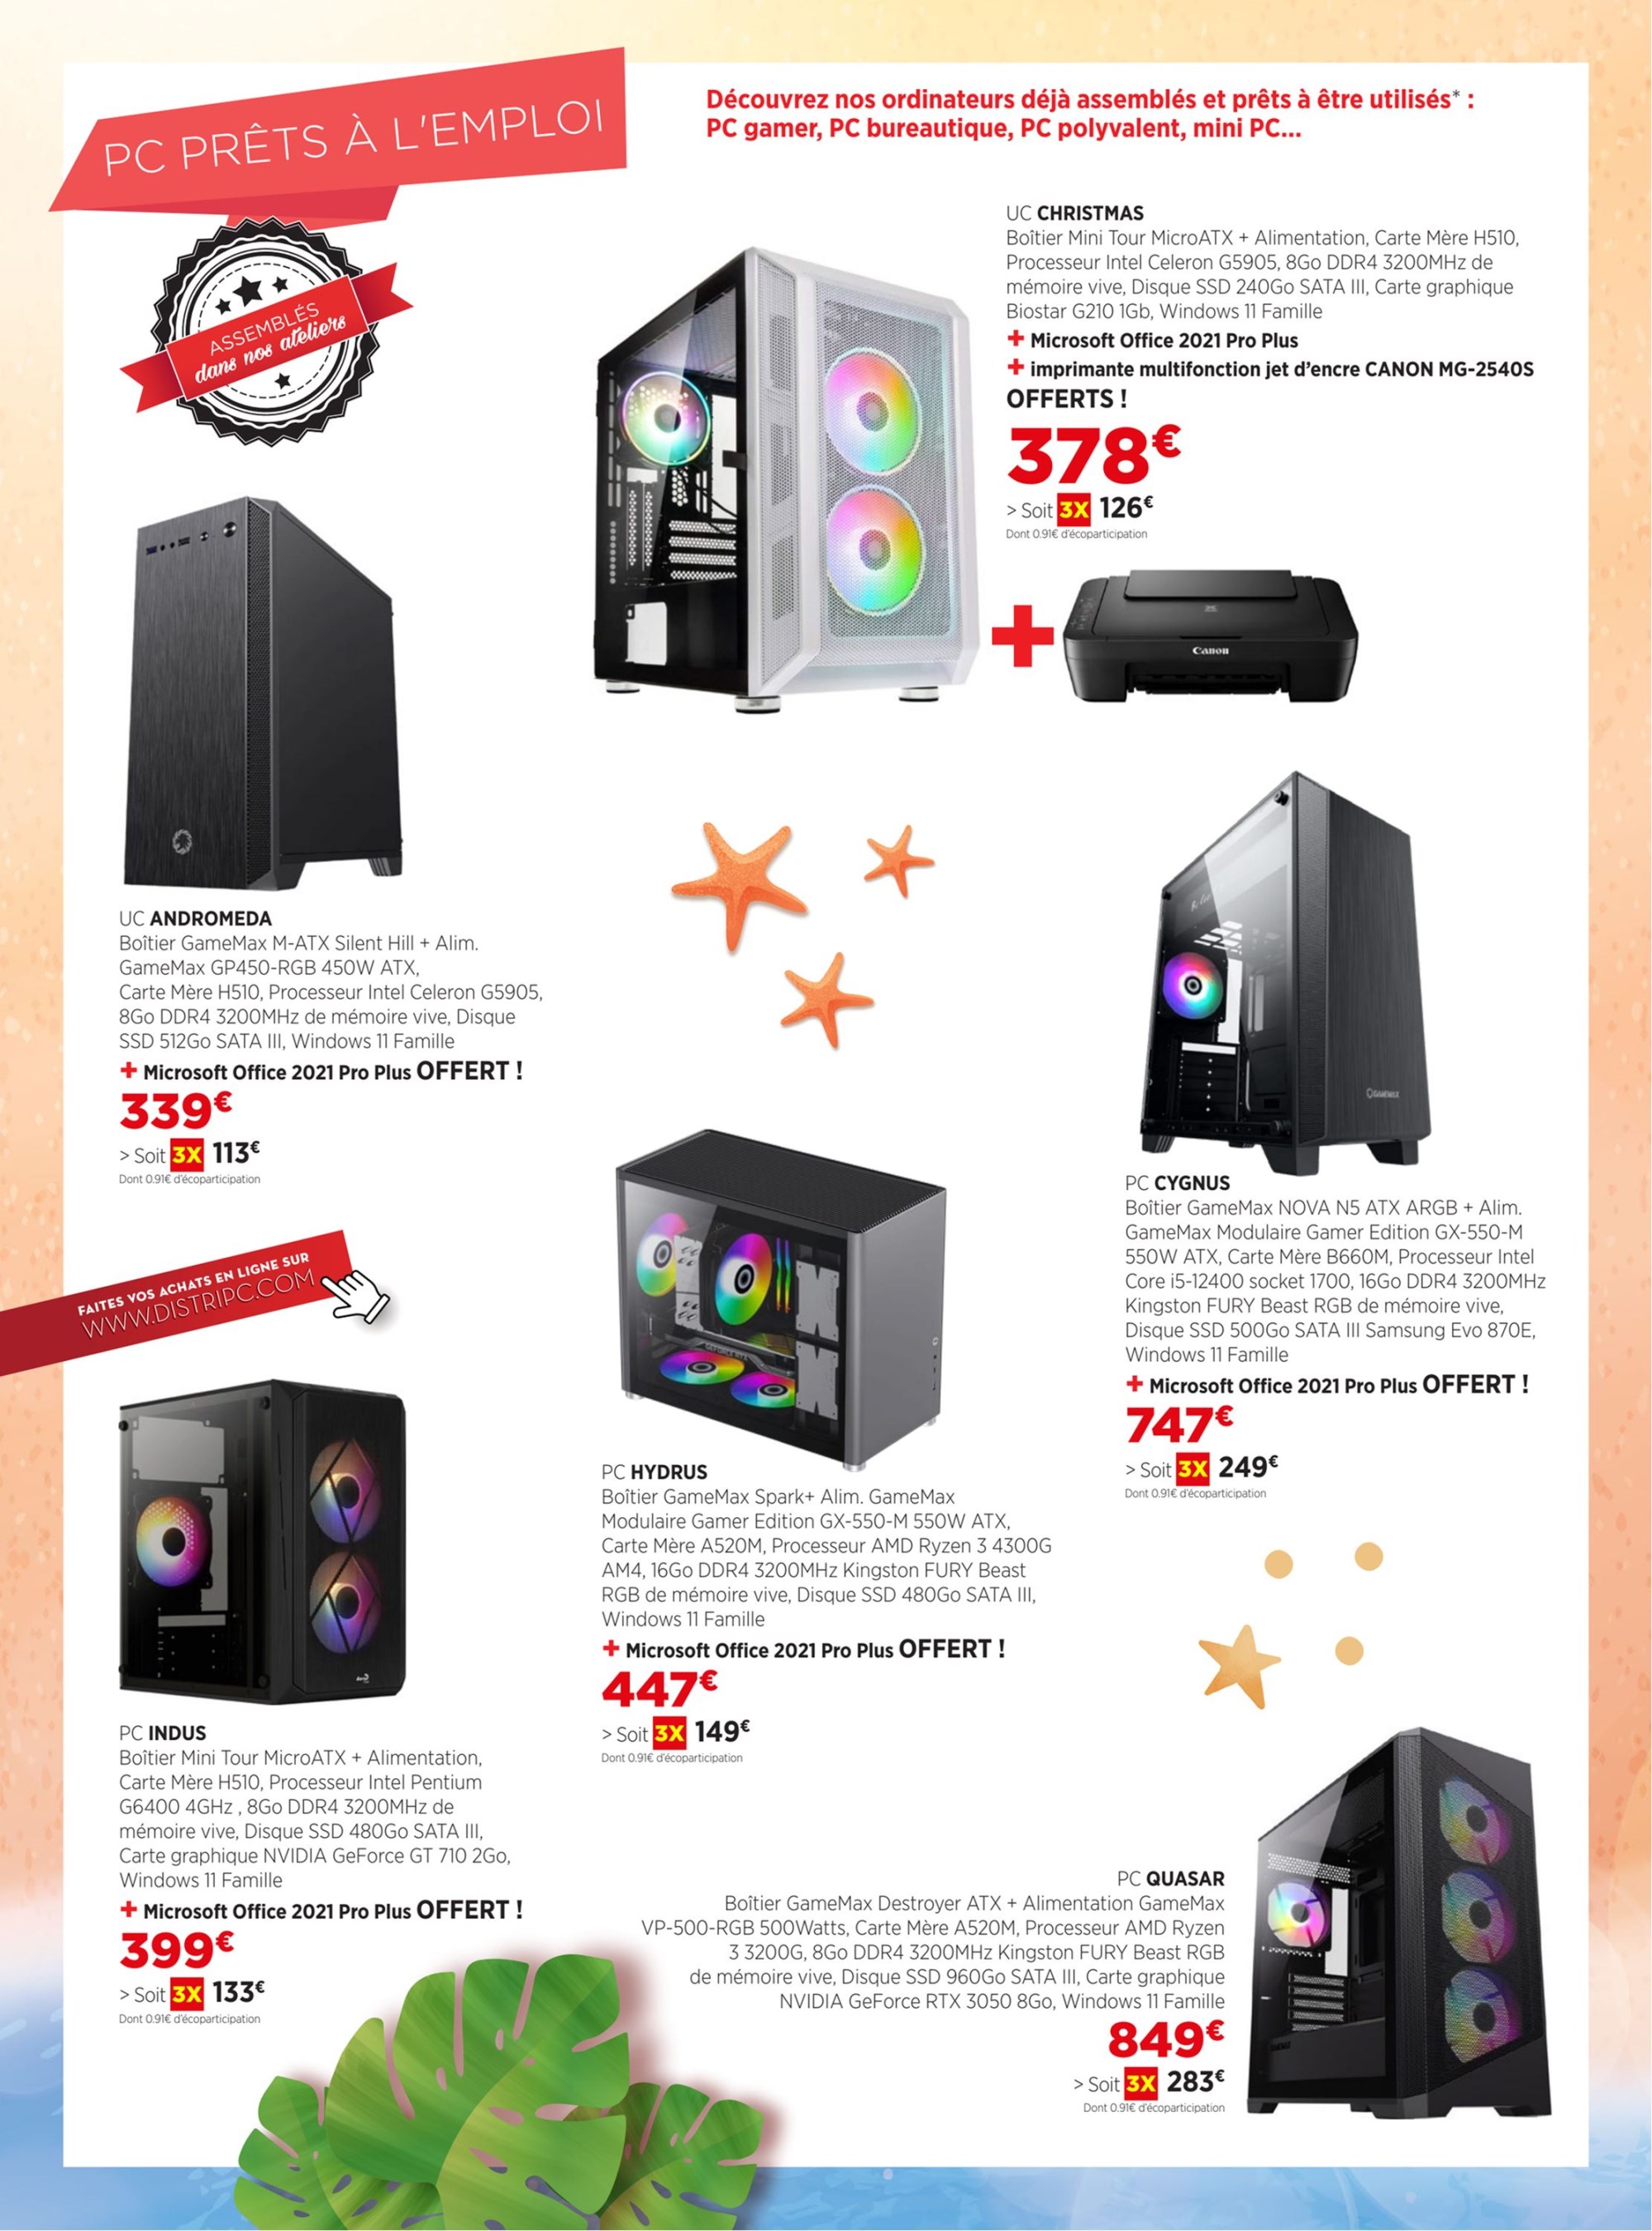 PC PRÊTS À L'EMPLOI
Découvrez nos ordinateurs déjà assemblés et prêts à être utilisés* :
PC gamer, PC bureautique, PC polyvalent, mini PC...
ASSEMBLÉS
dans nos ateliers
UC CHRISTMAS
Boîtier Mini Tour MicroATX + Alimentation, Carte Mère H510,
Processeur Intel Celeron G5905, 8Go DDR4 3200MHz de
mémoire vive, Disque SSD 240Go SATA III, Carte graphique
Biostar G210 1Gb, Windows 11 Famille
+ Microsoft Office 2021 Pro Plus
+ imprimante multifonction jet d'encre CANON MG-2540S
OFFERTS !
378€
> Soit 3X 126€
Dont 0.91€ d'écoparticipation
Canon
UC ANDROMEDA
Boîtier GameMax M-ATX Silent Hill + Alim.
GameMax GP450-RGB 450W ATX,
Carte Mère H510, Processeur Intel Celeron G5905,
8Go DDR4 3200MHz de mémoire vive, Disque
SSD 512Go SATA III, Windows 11 Famille
+ Microsoft Office 2021 Pro Plus OFFERT !
339€
> Soit 3X 113€
Dont 0.91€ d'écoparticipation
GAMEMAX
PC CYGNUS
Boîtier GameMax NOVA N5 ATX ARGB + Alim.
GameMax Modulaire Gamer Edition GX-550-M
550W ATX, Carte Mère B660M, Processeur Intel
Core i5-12400 socket 1700, 16Go DDR4 3200MHz
Kingston FURY Beast RGB de mémoire vive,
Disque SSD 500Go SATA III Samsung Evo 870E,
Windows 11 Famille
+ Microsoft Office 2021 Pro Plus OFFERT !
747€
> Soit 3X 249€
Dont 0.91€ d'écoparticipation
FAITES VOS ACHATS EN LIGNE SUR
WWW.DISTRIPC.COM
PC HYDRUS
Boîtier GameMax Spark+ Alim. GameMax
Modulaire Gamer Edition GX-550-M 550W ATX,
Carte Mère A520M, Processeur AMD Ryzen 3 4300G
AM4, 16Go DDR4 3200MHz Kingston FURY Beast
RGB de mémoire vive, Disque SSD 480Go SATA III,
Windows 11 Famille
+ Microsoft Office 2021 Pro Plus OFFERT !
447€
> Soit 3X 149€
Dont 0.91€ d'écoparticipation
PC INDUS
Boîtier Mini Tour MicroATX + Alimentation,
Carte Mère H510, Processeur Intel Pentium
G6400 4GHz , 8Go DDR4 3200MHz de
mémoire vive, Disque SSD 480Go SATA III,
Carte graphique NVIDIA GeForce GT 710 2Go,
Windows 11 Famille
+ Microsoft Office 2021 Pro Plus OFFERT !
399€
> Soit 3X 133€
Dont 0.91€ d'écoparticipation
PC QUASAR
Boîtier GameMax Destroyer ATX + Alimentation GameMax
VP-500-RGB 500Watts, Carte Mère A520M, Processeur AMD Ryzen
3 3200G, 8Go DDR4 3200MHz Kingston FURY Beast RGB
de mémoire vive, Disque SSD 960Go SATA III, Carte graphique
NVIDIA GeForce RTX 3050 8Go, Windows 11 Famille
849€
> Soit 3X 283€
Dont 0.91€ d'écoparticipation